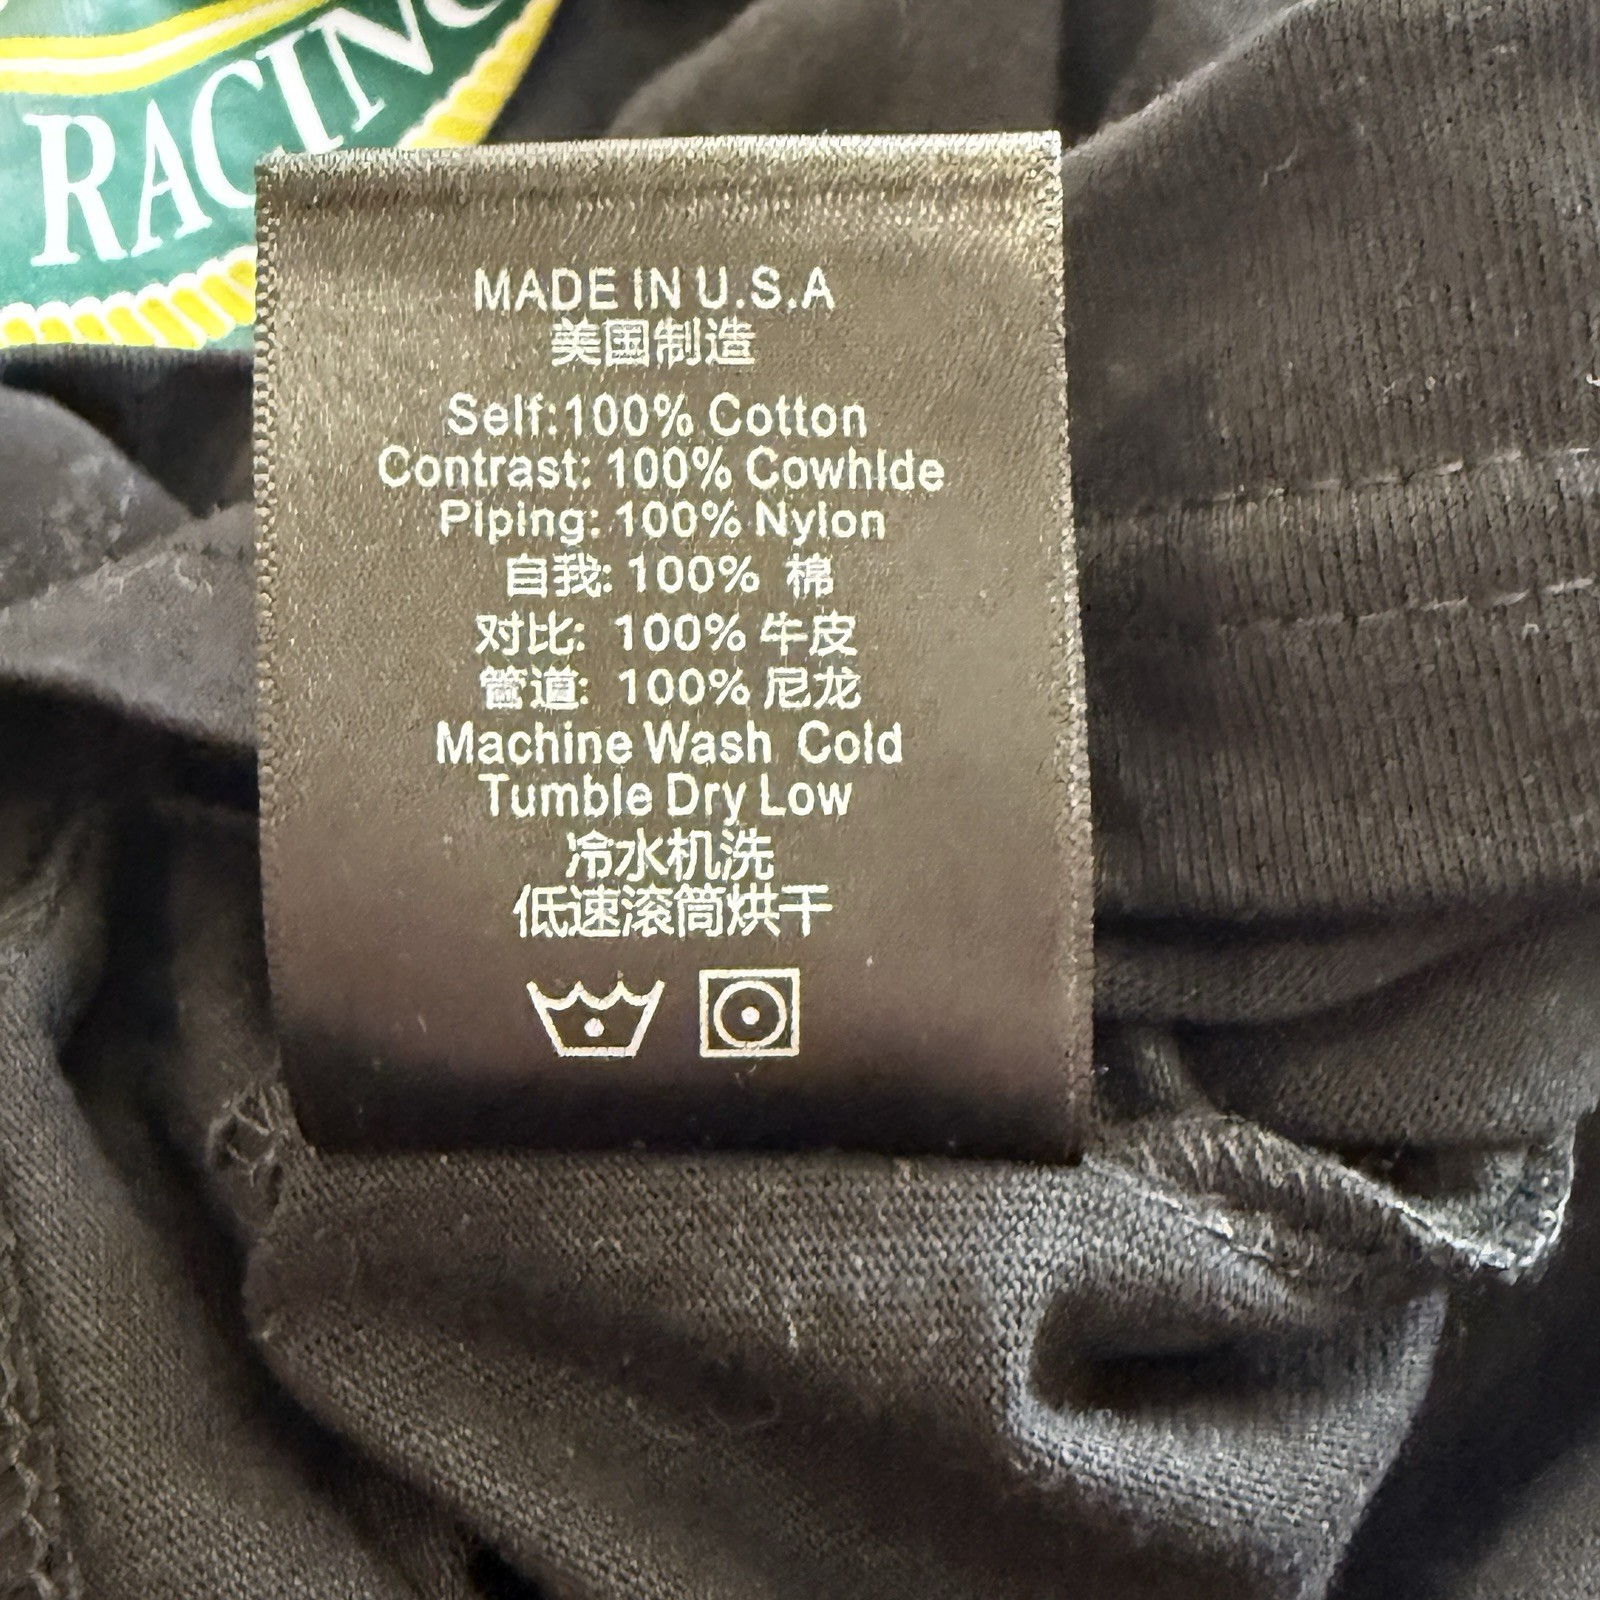 RACING
MADE IN U.S.A
美国制造
Self:100% Cotton
Contrast: 100% Cowhide
Piping: 100% Nylon
自我: 100% 棉
对比: 100% 牛皮
管道: 100% 尼龙
Machine Wash Cold
Tumble Dry Low
冷水机洗
低速滚筒烘干